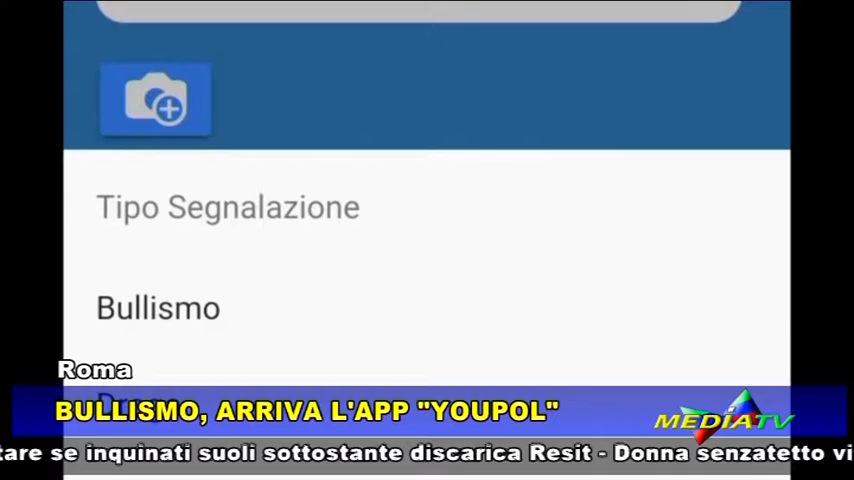 Tipo Segnalazione
Bullismo
Roma
Droga
BULLISMO, ARRIVA L'APP "YOUPOL"
MEDIATV
tare se inquinati suoli sottostante discarica Resit - Donna senzatetto vi